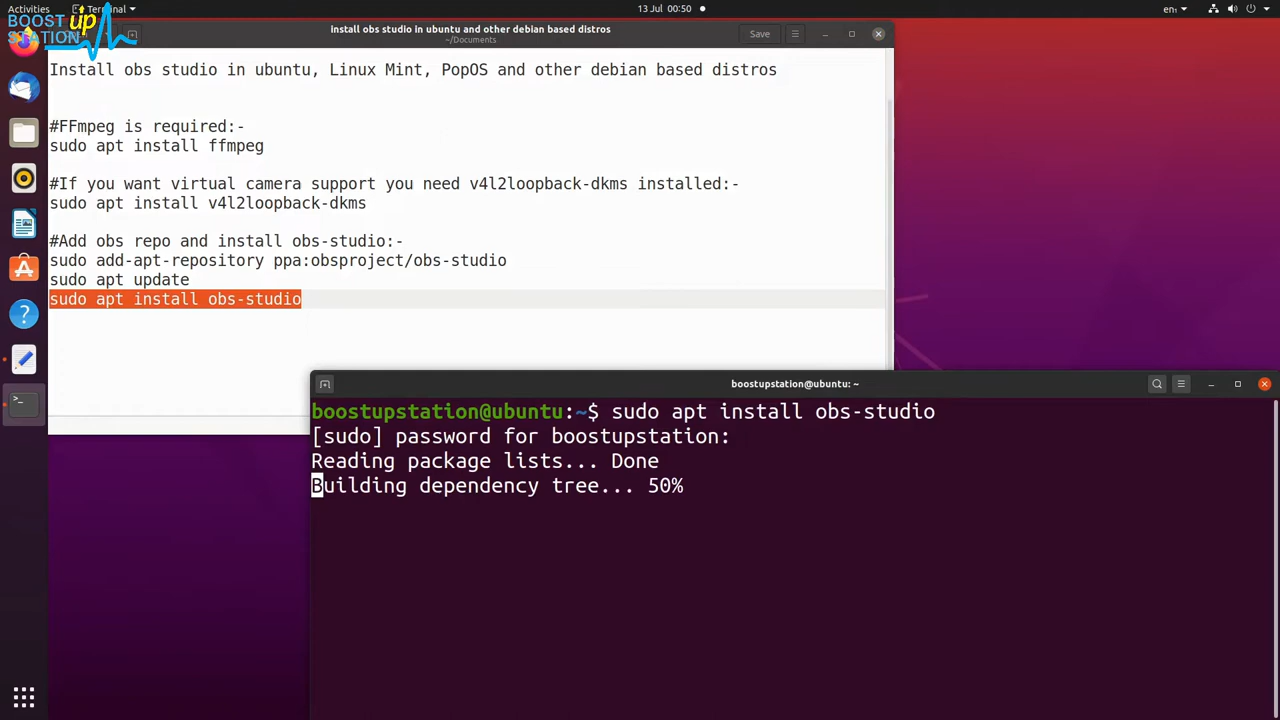 Activities
Terminal
13 Jul 00:50
en₁
BOOST up
STATION
Install obs studio in ubuntu and other debian based distros
~/Documents
Save
Install obs studio in ubuntu, Linux Mint, PopOS and other debian based distros
#FFmpeg is required:-
sudo apt install ffmpeg
#If you want virtual camera support you need v4l2loopback-dkms installed:-
sudo apt install v4l2loopback-dkms
#Add obs repo and install obs-studio:-
sudo add-apt-repository ppa:obsproject/obs-studio
sudo apt update
sudo apt install obs-studio
boostupstation@ubuntu: ~
boostupstation@ubuntu:~$ sudo apt install obs-studio
[sudo] password for boostupstation:
Reading package lists... Done
Building dependency tree... 50%